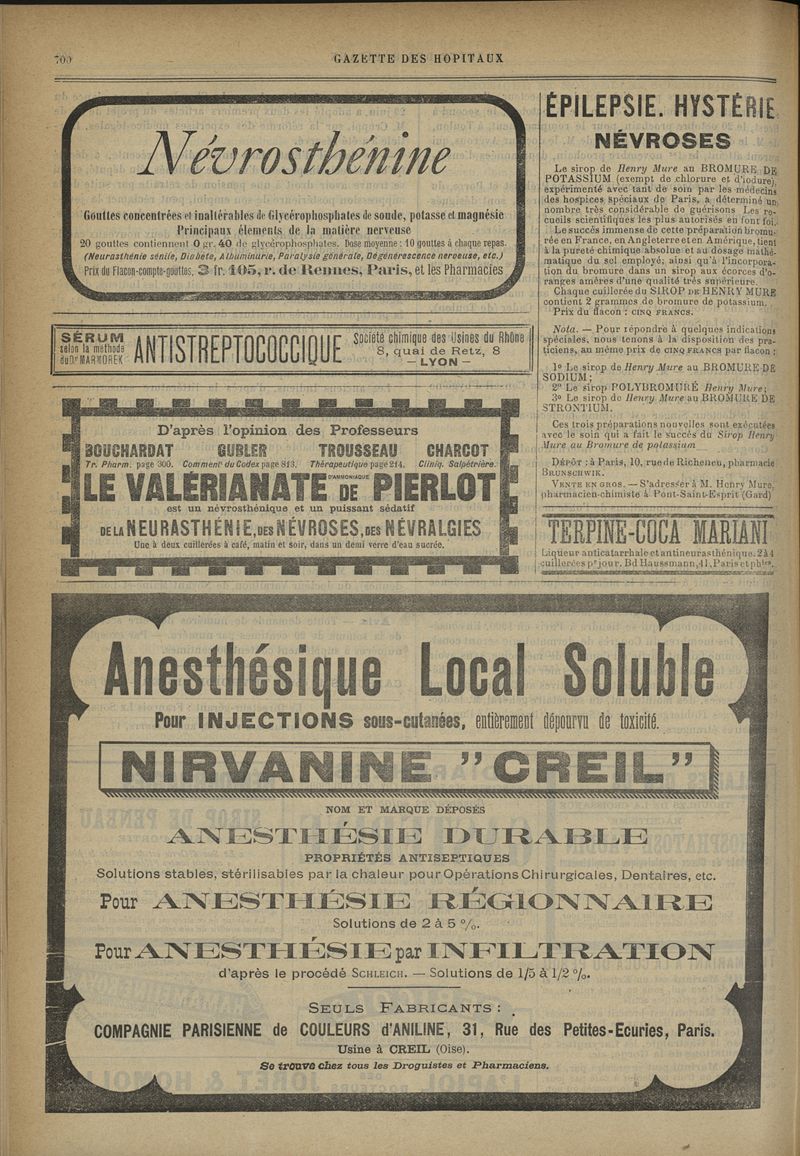 700
GAZETTE DES HOPITAUX
Névrosthénine
Gouttes concentrées et inaltérables de Glycérophosphates de soude, potasse et magnésie
Principaux éléments de la matière nerveuse
20 gouttes contiennent 0 gr. 40 de glycérophosphates. Dose moyenne : 10 gouttes à chaque repas.
(Neurasthénie sénile, Diabète, Albuminurie, Paralysie générale, Dégénérescence nerveuse, etc.)
Prix du Flacon-compte-gouttes, 3 fr. 105, r. de Rennes, Paris, et les Pharmacies
SÉRUM
selon la méthode
du Dr MARMOREK
ANTISTREPTOCOCCIQUE
Société chimique des Usines du Rhône
8, quai de Retz, 8
— LYON —
D'après l'opinion des Professeurs
BOUCHARDAT GUBLER TROUSSEAU CHARCOT
Tr. Pharm. page 300. Comment du Codex page 813. Thérapeutique page 214. Cliniq. Salpétrière.
LE VALÉRIANATE D'AMMONIAQUE DE PIERLOT
est un névrosthénique et un puissant sédatif
DE LA NEURASTHÉNIE, DES NÉVROSES, DES NÉVRALGIES
Une à deux cuillerées à café, matin et soir, dans un demi verre d'eau sucrée.
ÉPILEPSIE. HYSTÉRIE
NÉVROSES
Le sirop de Henry Mure au BROMURE DE
POTASSIUM (exempt de chlorure et d'iodure),
expérimenté avec tant de soin par les médecins
des hospices spéciaux de Paris, a déterminé un
nombre très considérable de guérisons Les re-
cueils scientifiques les plus autorisés en font foi.
Le succès immense de cette préparation bromu-
rée en France, en Angleterre et en Amérique, tient
à la pureté chimique absolue et au dosage mathé-
matique du sel employé, ainsi qu'à l'incorpora-
tion du bromure dans un sirop aux écorces d'o-
ranges amères d'une qualité très supérieure.
Chaque cuillerée du SIROP DE HENRY MURE
contient 2 grammes de bromure de potassium.
Prix du flacon : CINQ FRANCS.
Nota. — Pour répondre à quelques indications
spéciales, nous tenons à la disposition des pra-
ticiens, au même prix de CINQ FRANCS par flacon ;
1º Le sirop de Henry Mure au BROMURE DE
SODIUM ;
2º Le sirop POLYBROMURÉ Henry Mure ;
3º Le sirop de Henry Mure au BROMURE DE
STRONTIUM.
Ces trois préparations nouvelles sont exécutées
avec le soin qui a fait le succès du Sirop Henry
Mure au Bromure de potassium
DÉPÔT : à Paris, 10, rue de Richelieu, pharmacie
BRUNSCHWIK.
VENTE EN GROS. — S'adresser à M. Henry Mure,
pharmacien-chimiste à Pont-Saint-Esprit (Gard)
TERPINE-COCA MARIANI
Liqueur anticatarrhale et antineurasthénique. 2 à 4
cuillerées pr jour. Bd Haussmann, 41, Paris et phies.
Anesthésique Local Soluble
Pour INJECTIONS sous-cutanées, entièrement dépourvu de toxicité.
NIRVANINE "CREIL"
NOM ET MARQUE DÉPOSÉS
ANESTHÉSIE DURABLE
PROPRIÉTÉS ANTISEPTIQUES
Solutions stables, stérilisables par la chaleur pour Opérations Chirurgicales, Dentaires, etc.
Pour ANESTHÉSIE RÉGIONNAIRE
Solutions de 2 à 5 %.
Pour ANESTHÉSIE par INFILTRATION
d'après le procédé SCHLEICH. — Solutions de 1/5 à 1/2 %.
SEULS FABRICANTS :
COMPAGNIE PARISIENNE de COULEURS d'ANILINE, 31, Rue des Petites-Ecuries, Paris.
Usine à CREIL (Oise).
Se trouve chez tous les Droguistes et Pharmaciens.